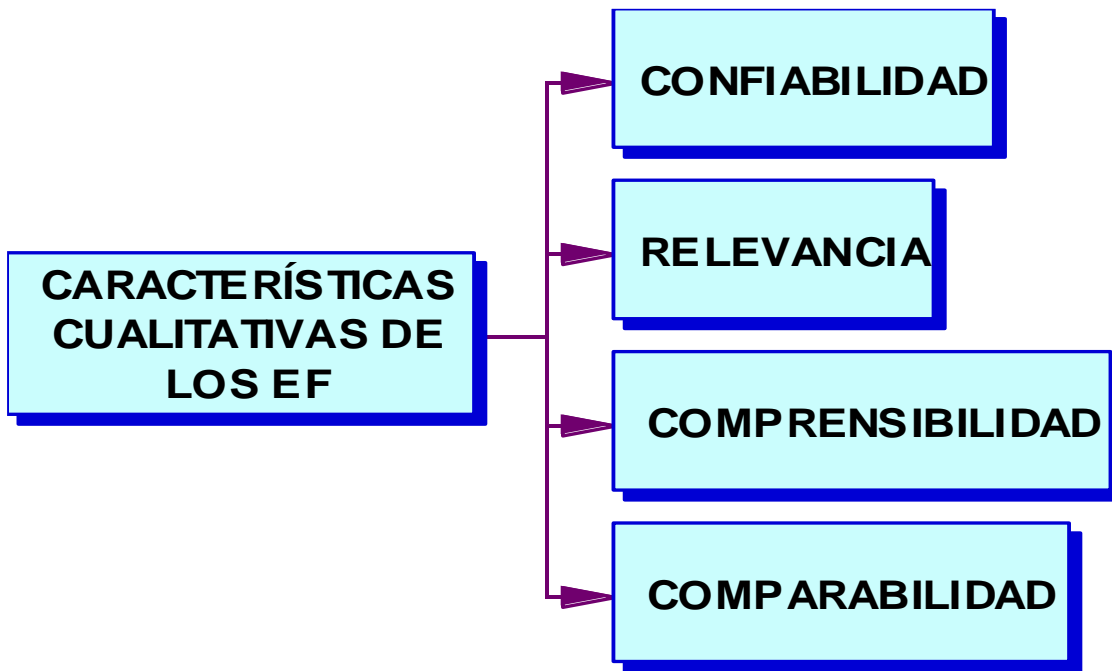 CARACTERÍSTICAS
CUALITATIVAS DE
LOS EF
CONFIABILIDAD
RELEVANCIA
COMPRENSIBILIDAD
COMPARABILIDAD